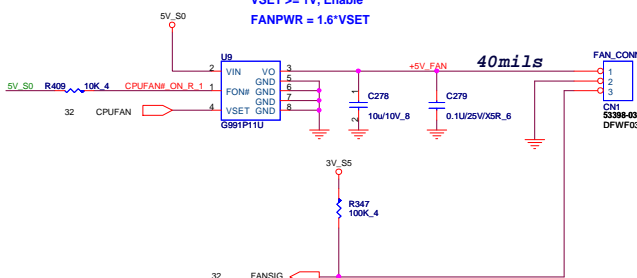 VSET >= 1V, Enable
FANPWR = 1.6*VSET
5V_S0
U9
2 VIN VO 3
GND 5
5V_S0 R409 10K_4 CPUFAN#_ON_R_1 1 FON# GND 6
GND 7
32 CPUFAN 4 VSET GND 8
G991P11U
+5V_FAN
40mils
FAN_CONN
1
2
3
CN1
53398-03
DFWF03
1
C278
2
10u/10V_8
C279
0.1U/25V/X5R_6
3V_S5
R347
100K_4
32 FANSIG